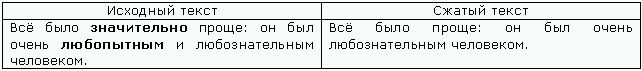 Исходный текст
Сжатый текст
Всё было значительно проще: он был
очень любопытным и любознательным
человеком.
Всё было проще: он был очень
любознательным человеком.